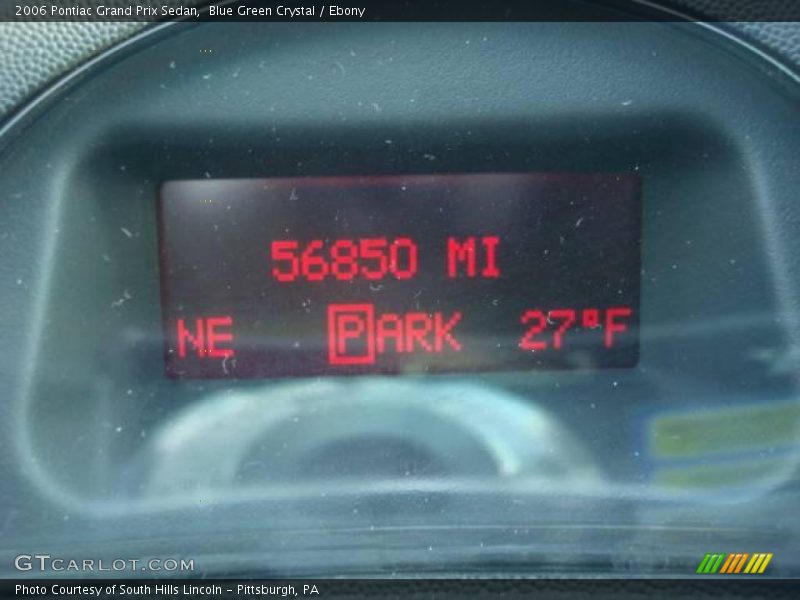 2006 Pontiac Grand Prix Sedan, Blue Green Crystal / Ebony
56850 MI
NE PARK 27°F
GTCARLOT.COM
Photo Courtesy of South Hills Lincoln - Pittsburgh, PA